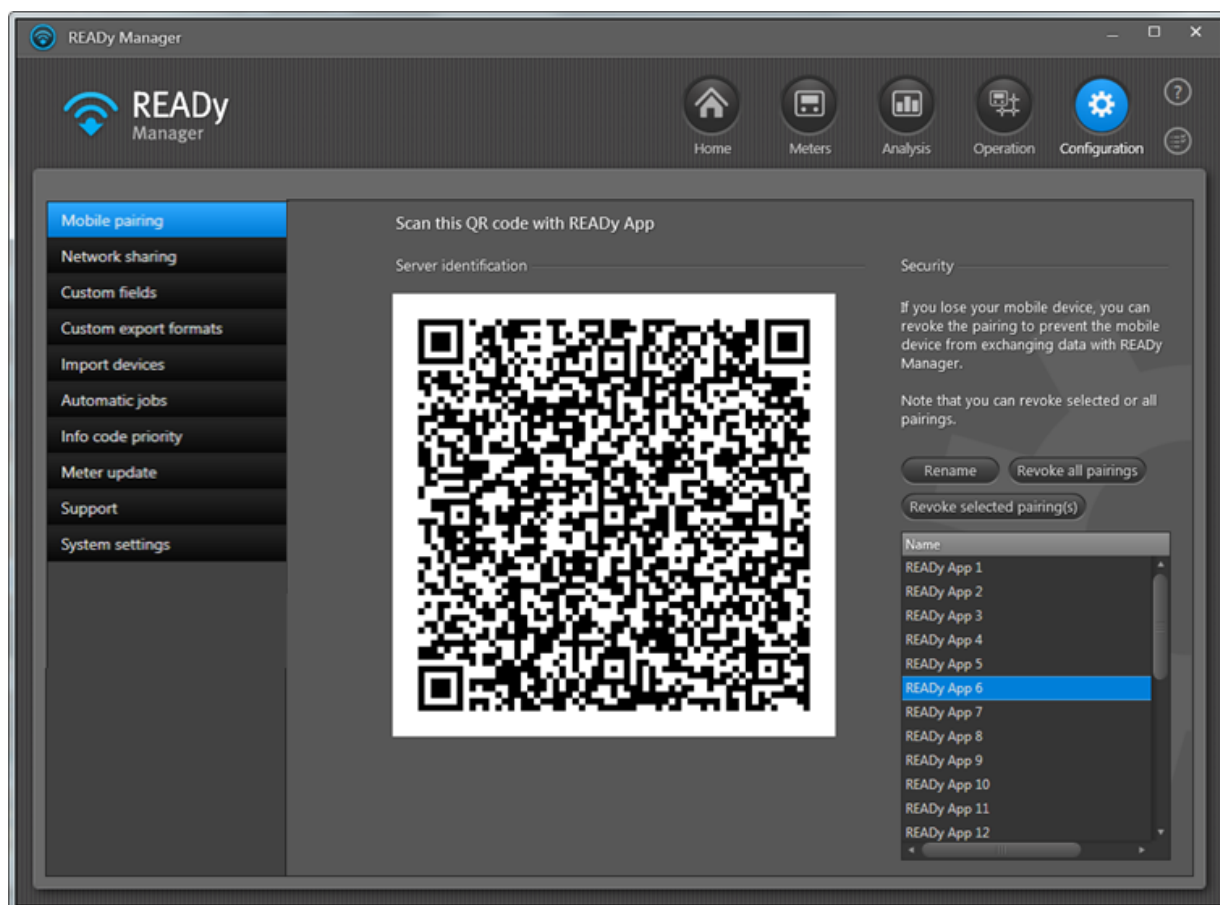 READy Manager
READy
Manager
Home
Meters
Analysis
Operation
Configuration
?
Mobile pairing
Network sharing
Custom fields
Custom export formats
Import devices
Automatic jobs
Info code priority
Meter update
Support
System settings
Scan this QR code with READy App
Server identification
Security
If you lose your mobile device, you can
revoke the pairing to prevent the mobile
device from exchanging data with READy
Manager.
Note that you can revoke selected or all
pairings.
Rename
Revoke all pairings
Revoke selected pairing(s)
Name
READy App 1
READy App 2
READy App 3
READy App 4
READy App 5
READy App 6
READy App 7
READy App 8
READy App 9
READy App 10
READy App 11
READy App 12